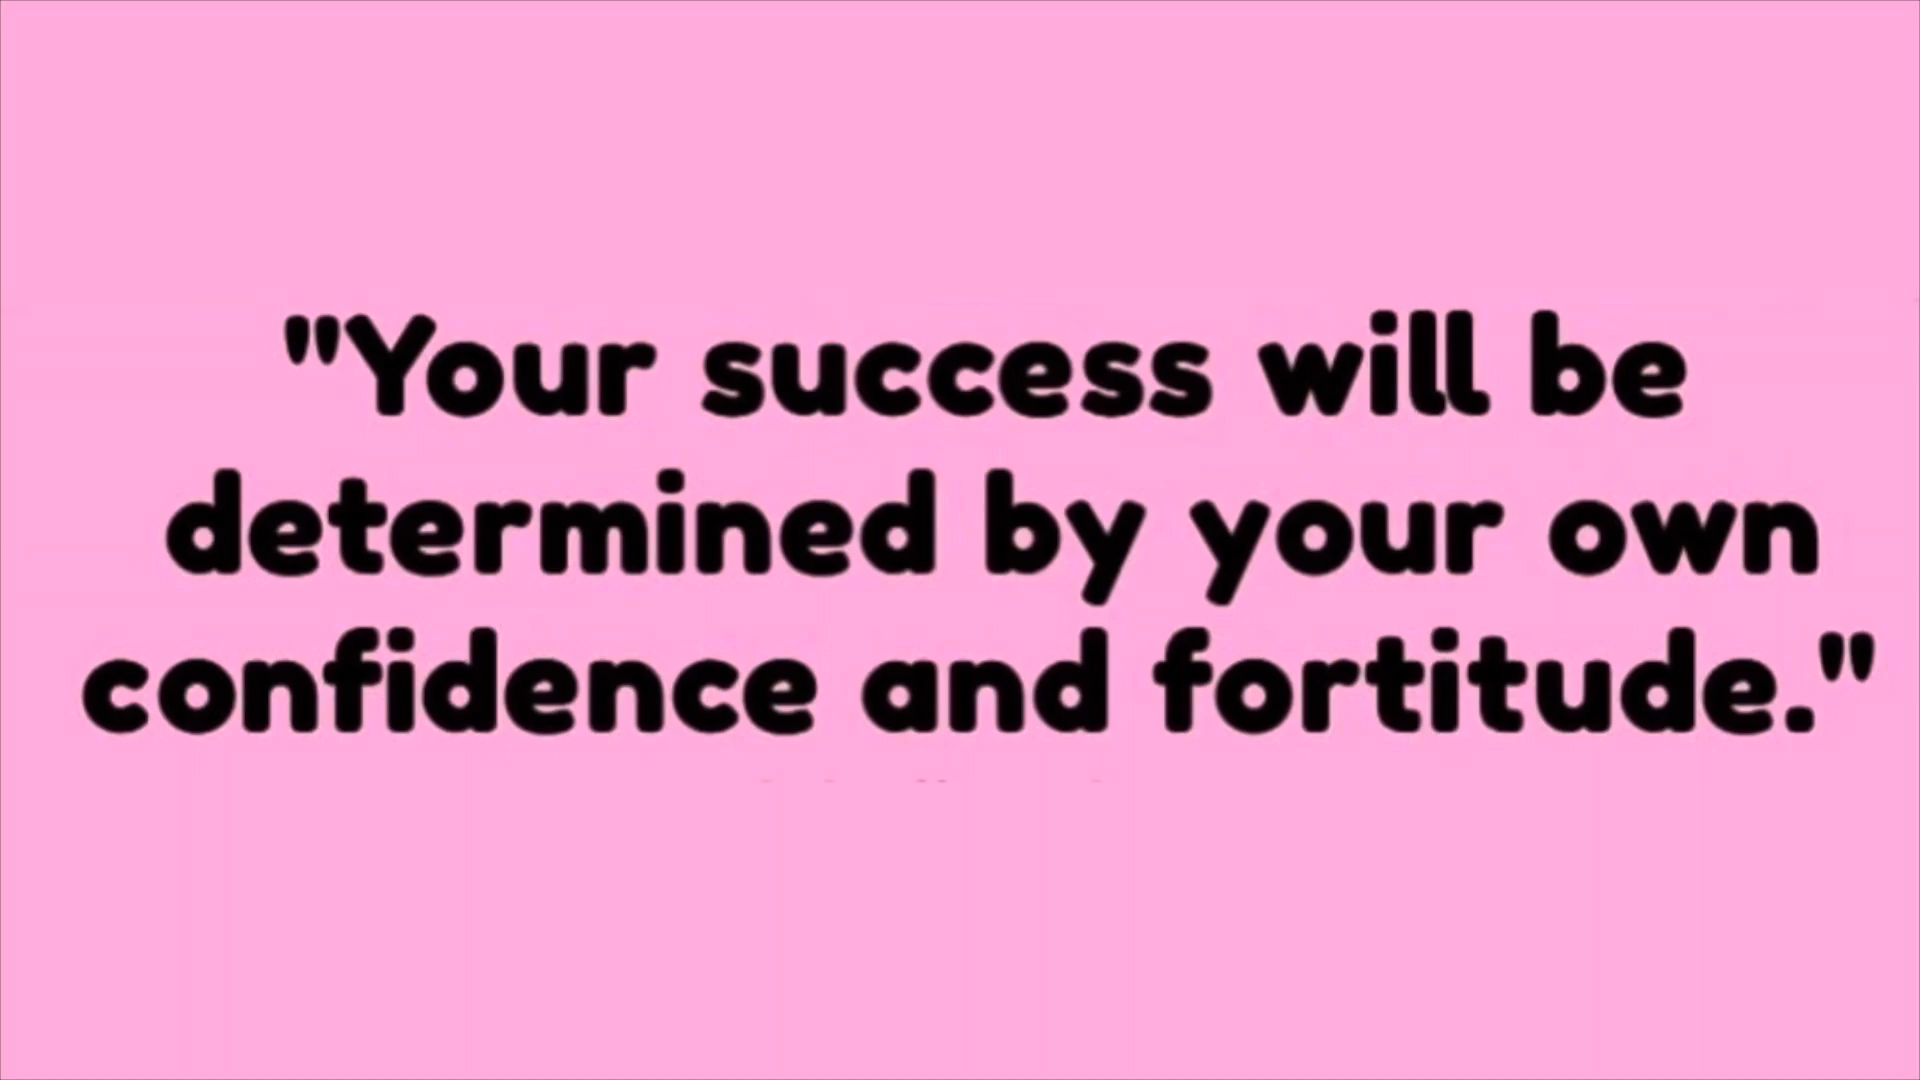 "Your success will be
determined by your own
confidence and fortitude."